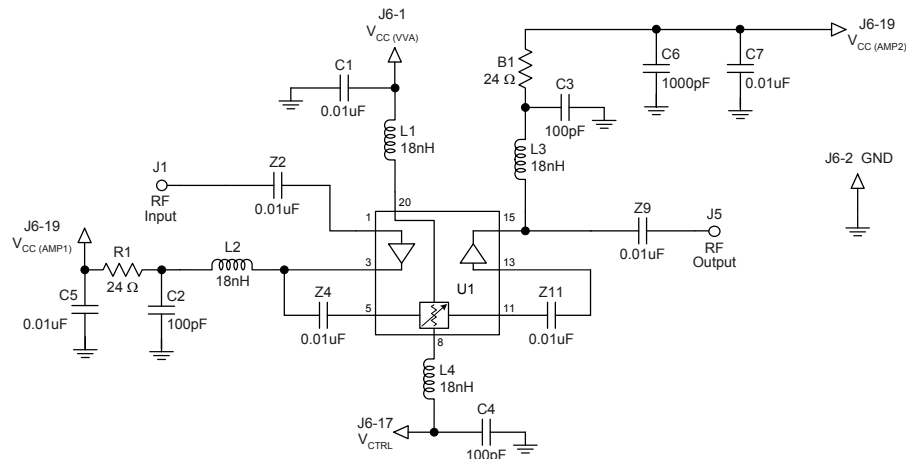 J6-1
VCC (VVA)
C1
0.01uF
L1
18nH
J6-19
VCC (AMP2)
B1
24 Ω
C6
1000pF
C7
0.01uF
C3
100pF
L3
18nH
J6-2 GND
J1
RF
Input
Z2
0.01uF
20
1
15
Z9
0.01uF
J5
RF
Output
J6-19
VCC (AMP1)
R1
24 Ω
L2
18nH
3
13
U1
C5
0.01uF
C2
100pF
Z4
0.01uF
5
11
Z11
0.01uF
8
L4
18nH
J6-17
VCTRL
C4
100pF